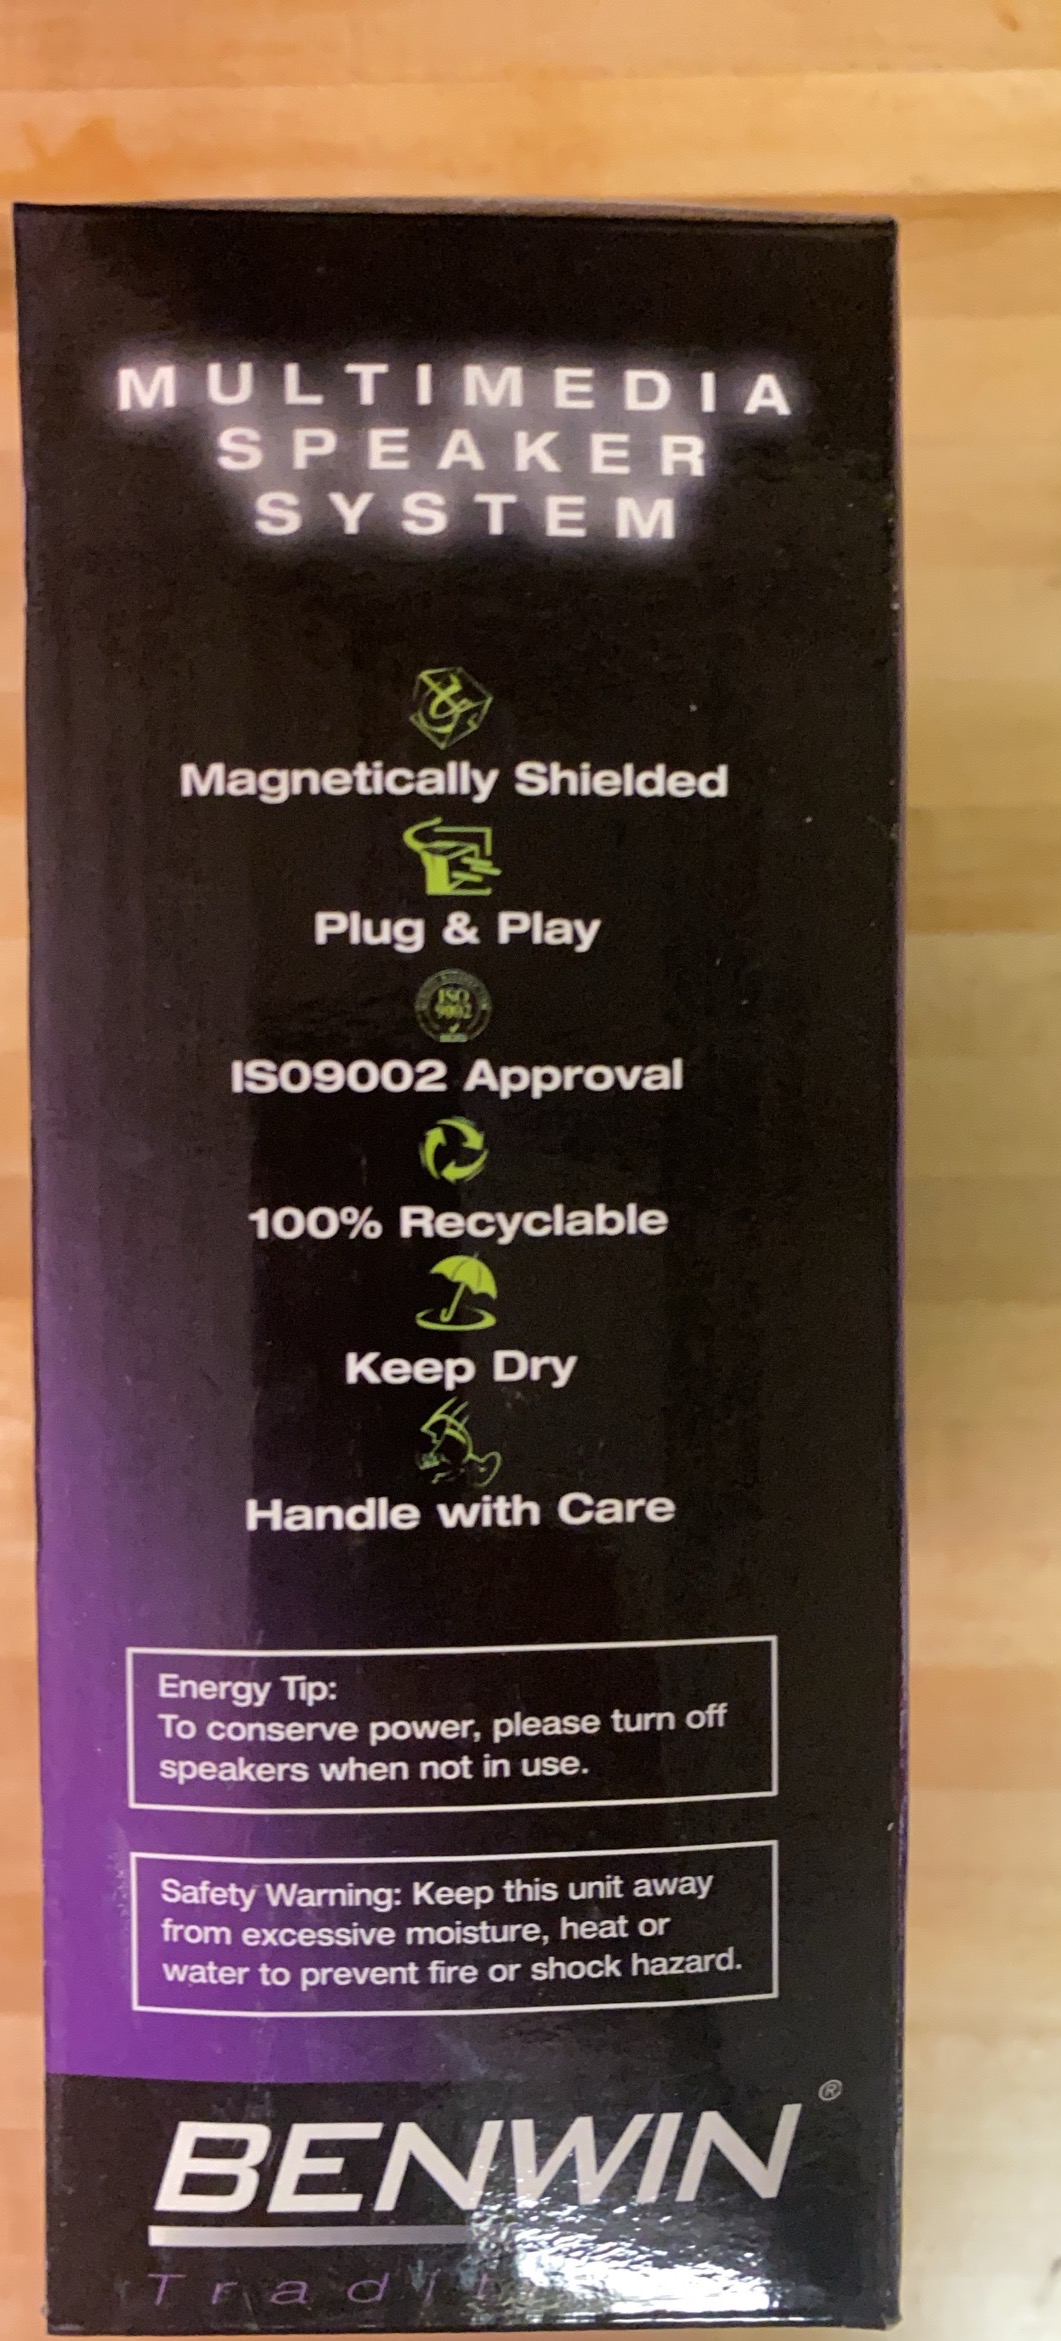 MULTIMEDIA
SPEAKER
SYSTEM
Magnetically Shielded
Plug & Play
ISO
9002
IS09002 Approval
100% Recyclable
Keep Dry
Handle with Care
Energy Tip:
To conserve power, please turn off
speakers when not in use.
Safety Warning: Keep this unit away
from excessive moisture, heat or
water to prevent fire or shock hazard.
BENWIN®